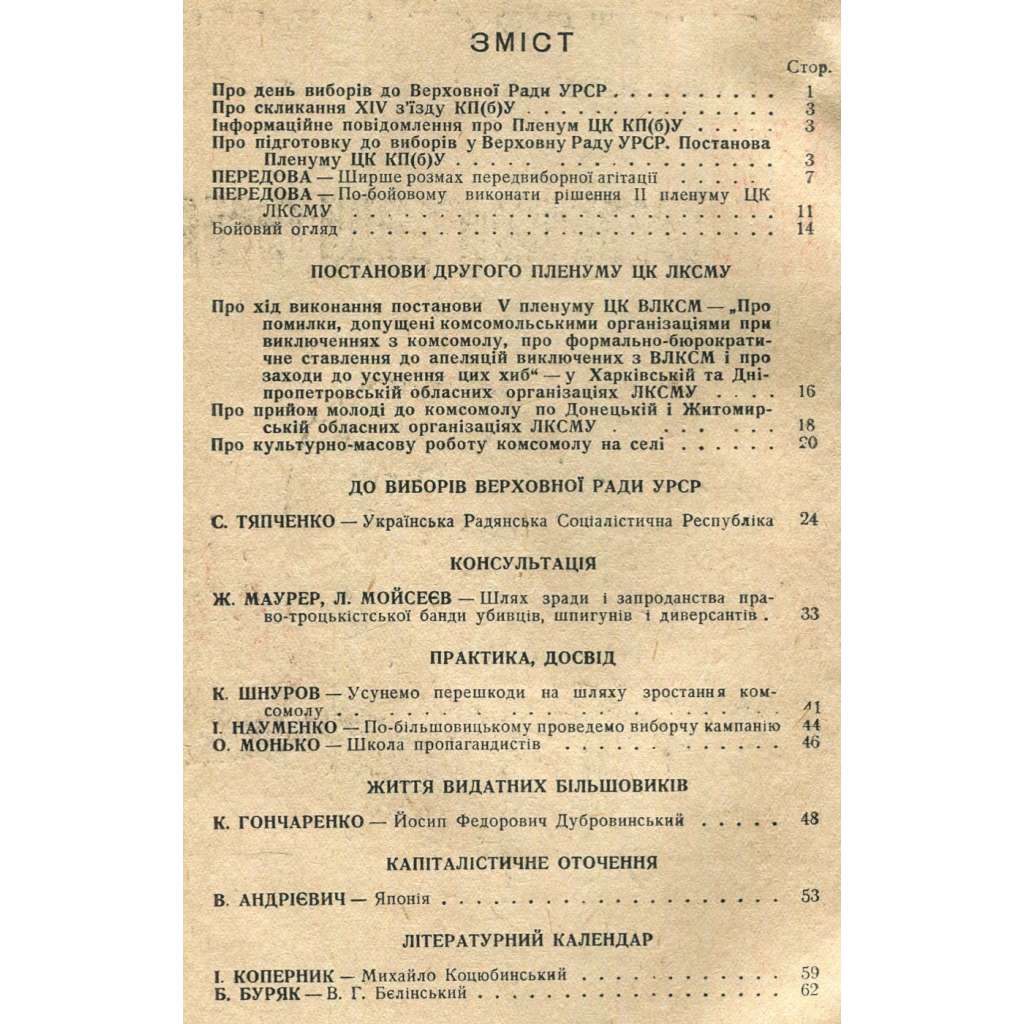 ЗМІСТ
Стор.
Про день виборів до Верховної Ради УРСР . . . . . . . . . . 1
Про скликання XIV з'їзду КП(б)У . . . . . . . . . . . . . . 3
Інформаційне повідомлення про Пленум ЦК КП(б)У . . . . . 3
Про підготовку до виборів у Верховну Раду УРСР. Постанова
Пленуму ЦК КП(б)У . . . . . . . . . . . . . . . . . . 3
ПЕРЕДОВА — Ширше розмах передвиборної агітації . . . . . . 7
ПЕРЕДОВА — По-бойовому виконати рішення II пленуму ЦК
ЛКСМУ . . . . . . . . . . . . . . . . . . . . . . . . 11
Бойовий огляд . . . . . . . . . . . . . . . . . . . . . . . . 14
ПОСТАНОВИ ДРУГОГО ПЛЕНУМУ ЦК ЛКСМУ
Про хід виконання постанови V пленуму ЦК ВЛКСМ — „Про
помилки, допущені комсомольськими організаціями при
виключеннях з комсомолу, про формально-бюрократи-
чне ставлення до апеляцій виключених з ВЛКСМ і про
заходи до усунення цих хиб“ — у Харківській та Дні-
пропетровській обласних організаціях ЛКСМУ . . . . 16
Про прийом молоді до комсомолу по Донецькій і Житомир-
ській обласних організаціях ЛКСМУ . . . . . . . . 18
Про культурно-масову роботу комсомолу на селі . . . . . . 20
ДО ВИБОРІВ ВЕРХОВНОЇ РАДИ УРСР
С. ТЯПЧЕНКО — Українська Радянська Соціалістична Республіка 24
КОНСУЛЬТАЦІЯ
Ж. МАУРЕР, Л. МОЙСЕЄВ — Шлях зради і запроданства пра-
во-троцькістської банди убивців, шпигунів і диверсантів . 33
ПРАКТИКА, ДОСВІД
К. ШНУРОВ — Усунемо перешкоди на шляху зростання ком-
сомолу . . . . . . . . . . . . . . . . . . . . . . . 41
І. НАУМЕНКО — По-більшовицькому проведемо виборчу кампанію 44
О. МОНЬКО — Школа пропагандистів . . . . . . . . . . . . 46
ЖИТТЯ ВИДАТНИХ БІЛЬШОВИКІВ
К. ГОНЧАРЕНКО — Йосип Федорович Дубровинський . . . . . 48
КАПІТАЛІСТИЧНЕ ОТОЧЕННЯ
В. АНДРІЄВИЧ — Японія . . . . . . . . . . . . . . . . . . . 53
ЛІТЕРАТУРНИЙ КАЛЕНДАР
І. КОПЕРНИК — Михайло Коцюбинський . . . . . . . . . . . 59
Б. БУРЯК — В. Г. Бєлінський . . . . . . . . . . . . . . . . . 62